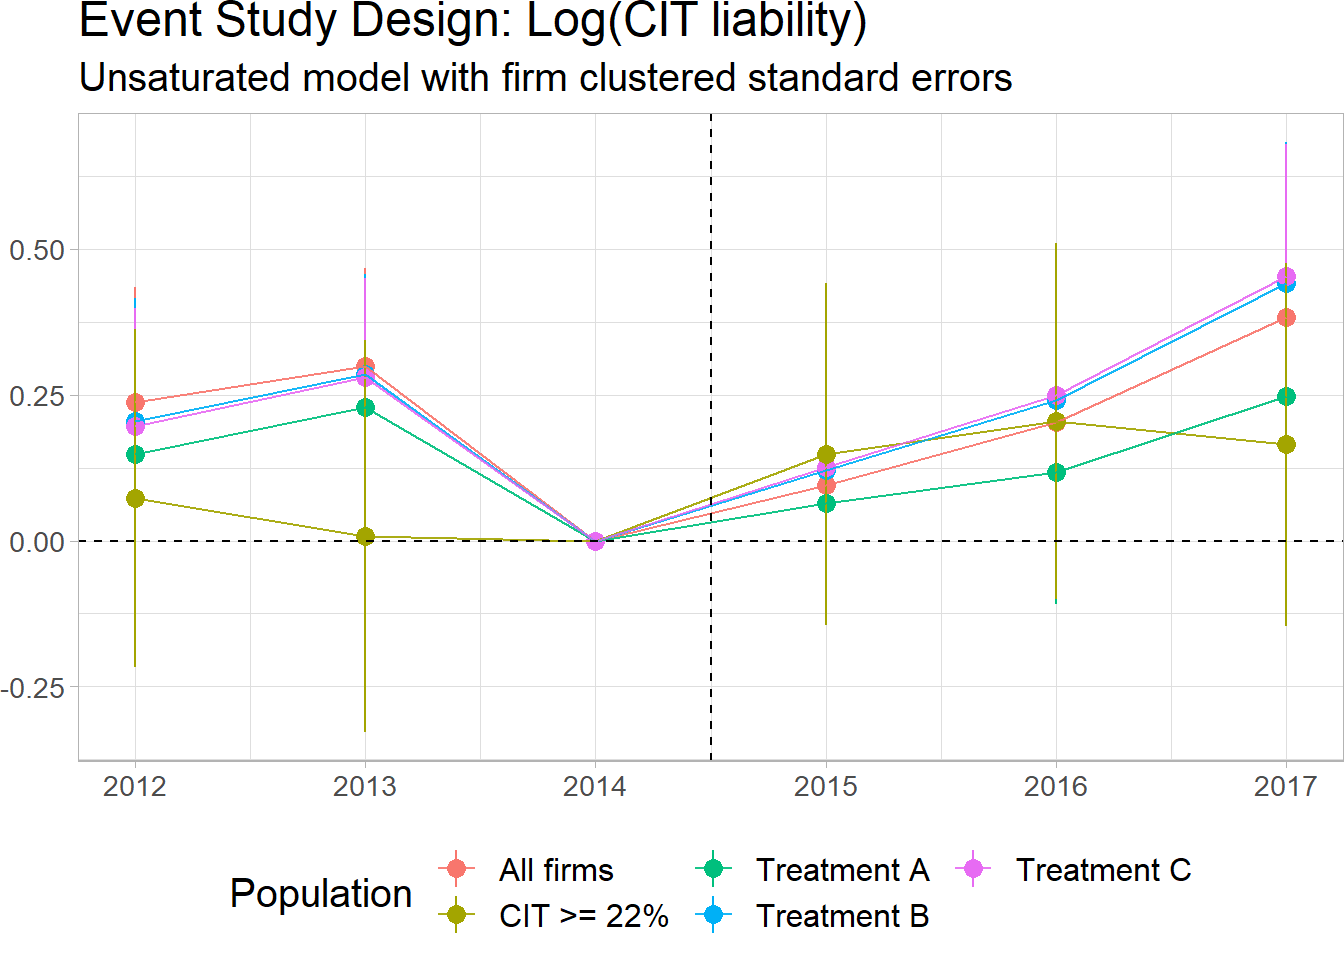 Event Study Design: Log(CIT liability)
Unsaturated model with firm clustered standard errors
0.50
0.25
0.00
-0.25
2012 2013 2014 2015 2016 2017
Population
All firms Treatment A Treatment C
CIT >= 22% Treatment B